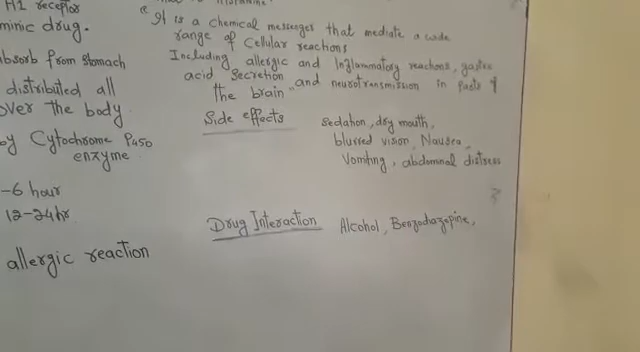 H1 receptor
minic drug.
absorb from stomach
distributed all
over the body
by Cytochrome P450
enzyme
-6 hour
12-24hr
allergic reaction
It is a chemical messenger that mediate a wide
range of Cellular reactions
Including allergic and Inflammatory reactions, gastric
acid Secretion and neurotransmission in parts of
the brain"
Side effects
sedation, dry mouth,
blurred vision, Nausea,
Vomiting, abdominal distress
Drug Interaction Alcohol, Benzodiazepine,